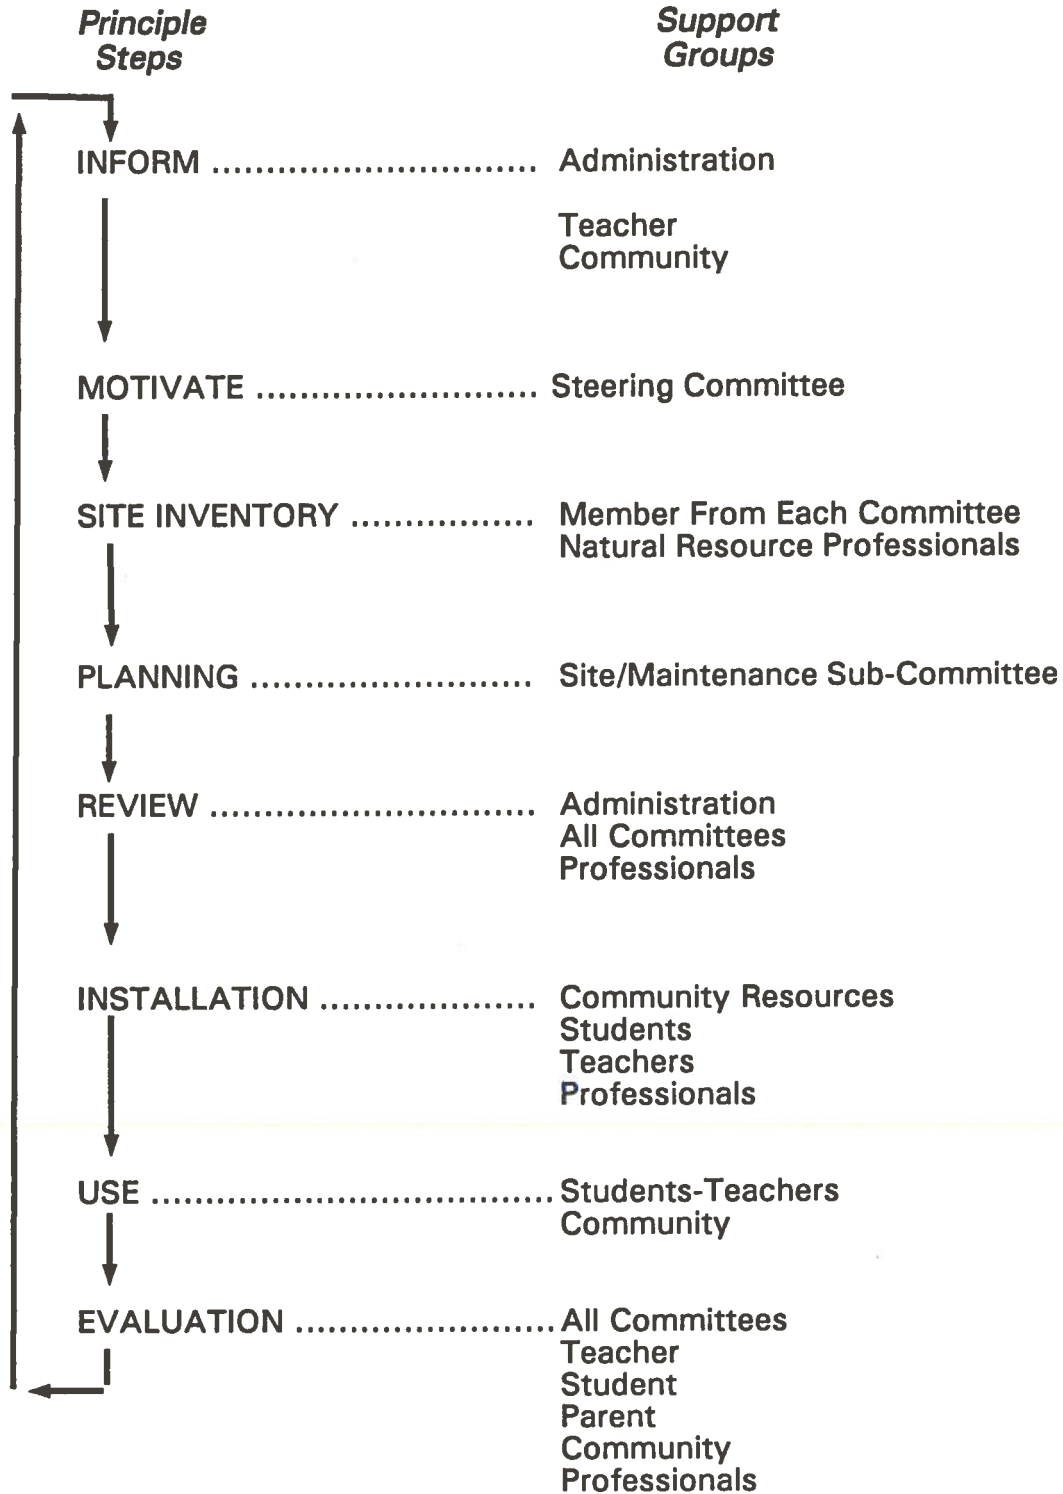 Principle Steps
Support Groups
INFORM .............................. Administration
Teacher
Community
MOTIVATE .......................... Steering Committee
SITE INVENTORY ................. Member From Each Committee
Natural Resource Professionals
PLANNING .......................... Site/Maintenance Sub-Committee
REVIEW .............................. Administration
All Committees
Professionals
INSTALLATION .................... Community Resources
Students
Teachers
Professionals
USE ..................................... Students-Teachers
Community
EVALUATION ........................ All Committees
Teacher
Student
Parent
Community
Professionals